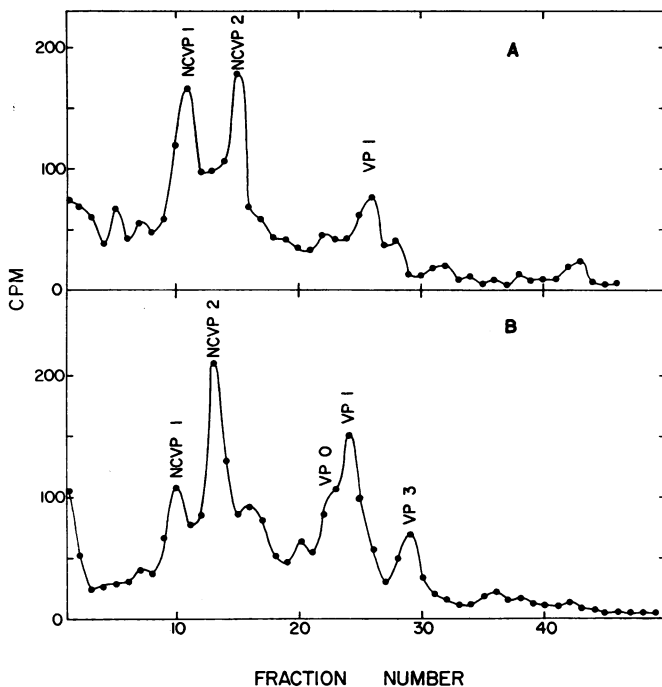 200
100
0
NCVP 1
NCVP 2
VP 1
A
CPM
200
100
0
NCVP 1
NCVP 2
VP 0
VP 1
VP 3
B
10 20 30 40
FRACTION NUMBER